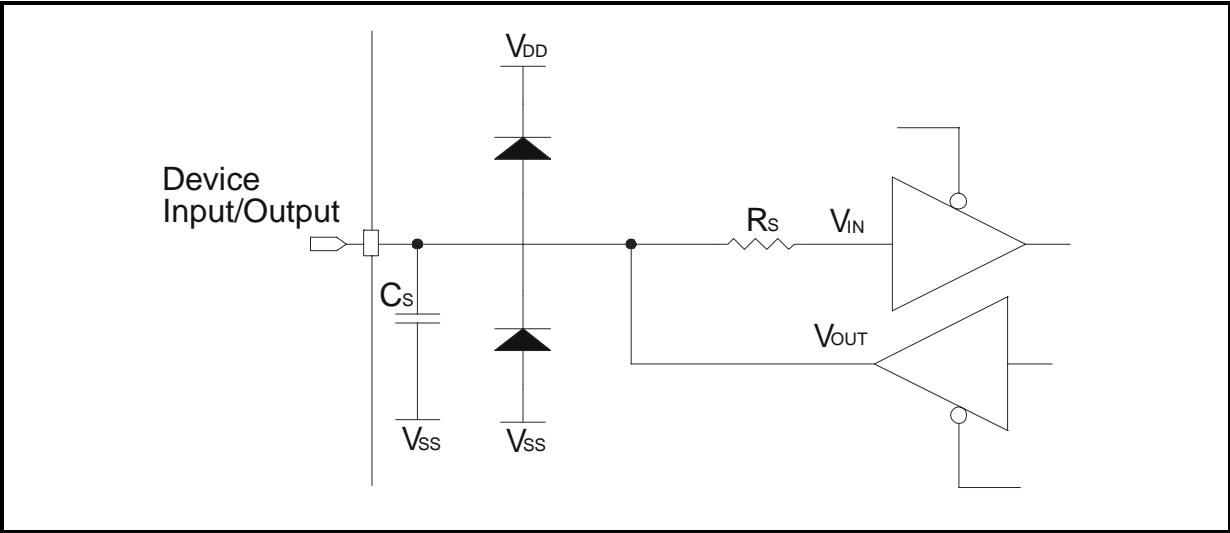 VDD
Device
Input/Output
RS
VIN
CS
VOUT
VSS
VSS